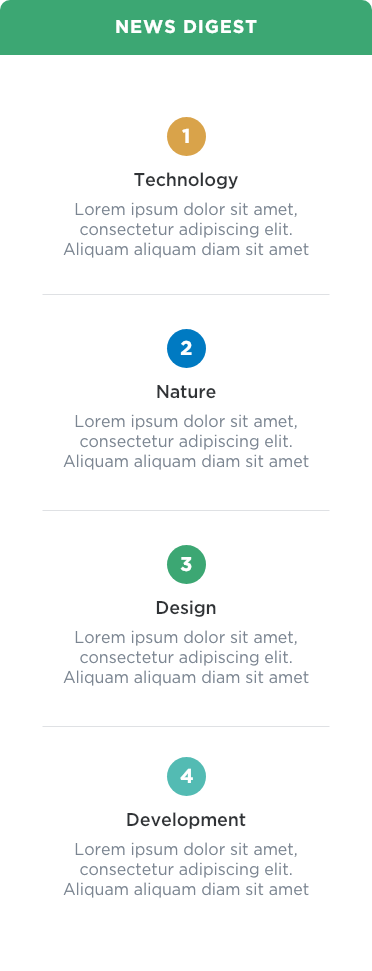 NEWS DIGEST
1
Technology
Lorem ipsum dolor sit amet,
consectetur adipiscing elit.
Aliquam aliquam diam sit amet
2
Nature
Lorem ipsum dolor sit amet,
consectetur adipiscing elit.
Aliquam aliquam diam sit amet
3
Design
Lorem ipsum dolor sit amet,
consectetur adipiscing elit.
Aliquam aliquam diam sit amet
4
Development
Lorem ipsum dolor sit amet,
consectetur adipiscing elit.
Aliquam aliquam diam sit amet